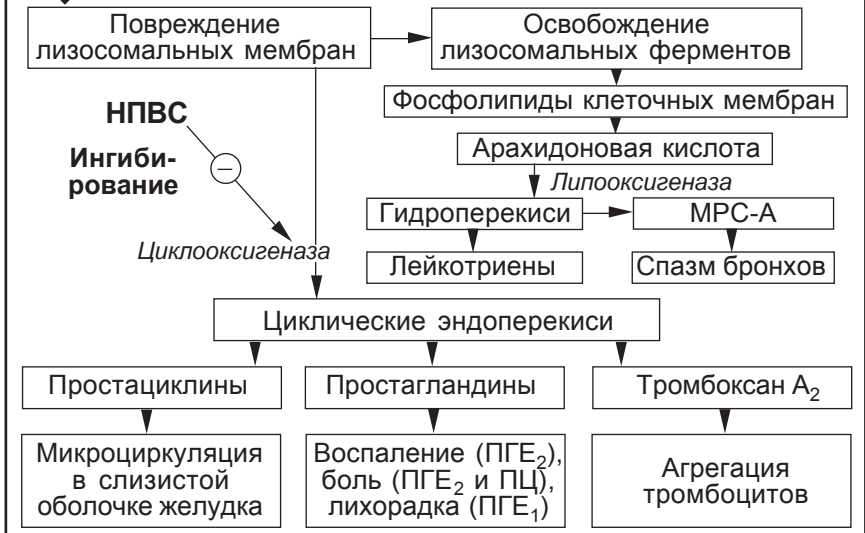 Повреждение
лизосомальных мембран
Освобождение
лизосомальных ферментов
Фосфолипиды клеточных мембран
НПВС
Ингиби-
рование
−
Арахидоновая кислота
Липооксигеназа
Гидроперекиси
МРС-А
Циклооксигеназа
Лейкотриены
Спазм бронхов
Циклические эндоперекиси
Простациклины
Простагландины
Тромбоксан А₂
Микроциркуляция
в слизистой
оболочке желудка
Воспаление (ПГЕ₂),
боль (ПГЕ₂ и ПЦ),
лихорадка (ПГЕ₁)
Агрегация
тромбоцитов